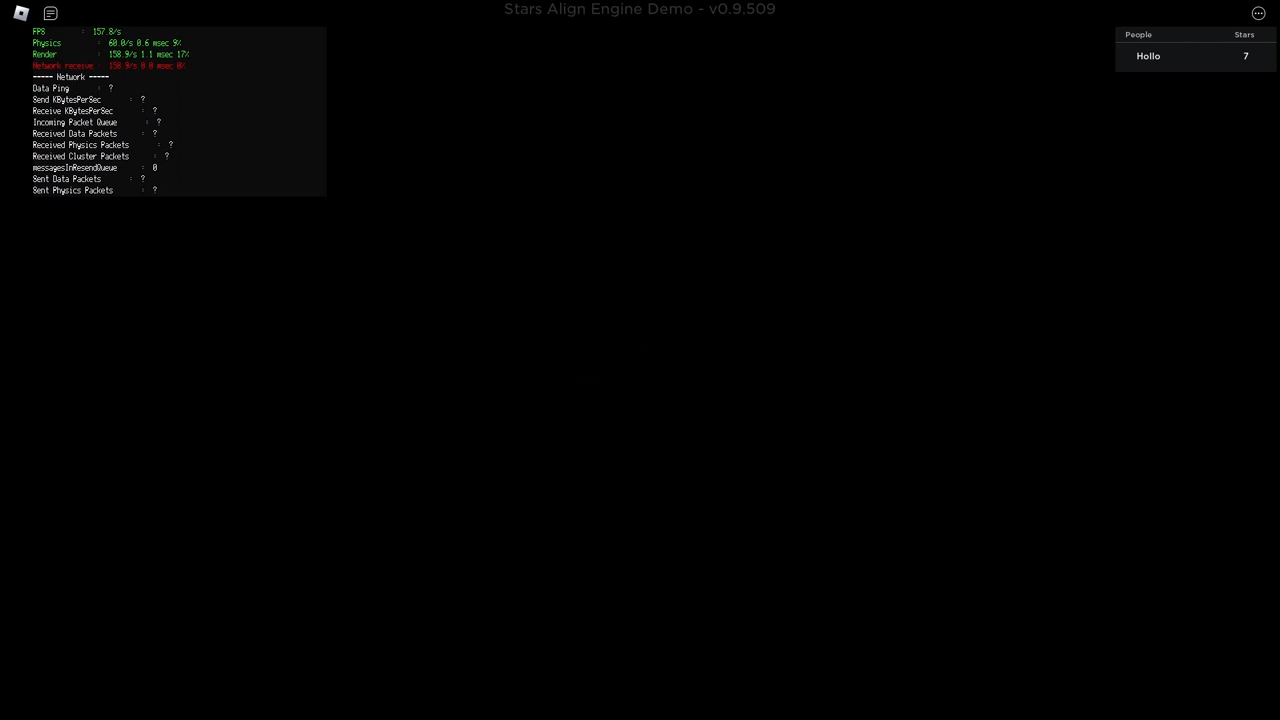 Stars Align Engine Demo - v0.9.509
FPS : 157.8/s
Physics : 60.0/s 0.6 msec 9%
Render : 158.9/s 1.1 msec 17%
Network receive : 158.9/s 0.0 msec 0%
----- Network -----
Data Ping : ?
Send KBytesPerSec : ?
Receive KBytesPerSec : ?
Incoming Packet Queue : ?
Received Data Packets : ?
Received Physics Packets : ?
Received Cluster Packets : ?
messagesInResendQueue : 0
Sent Data Packets : ?
Sent Physics Packets : ?
People Stars
Hollo 7